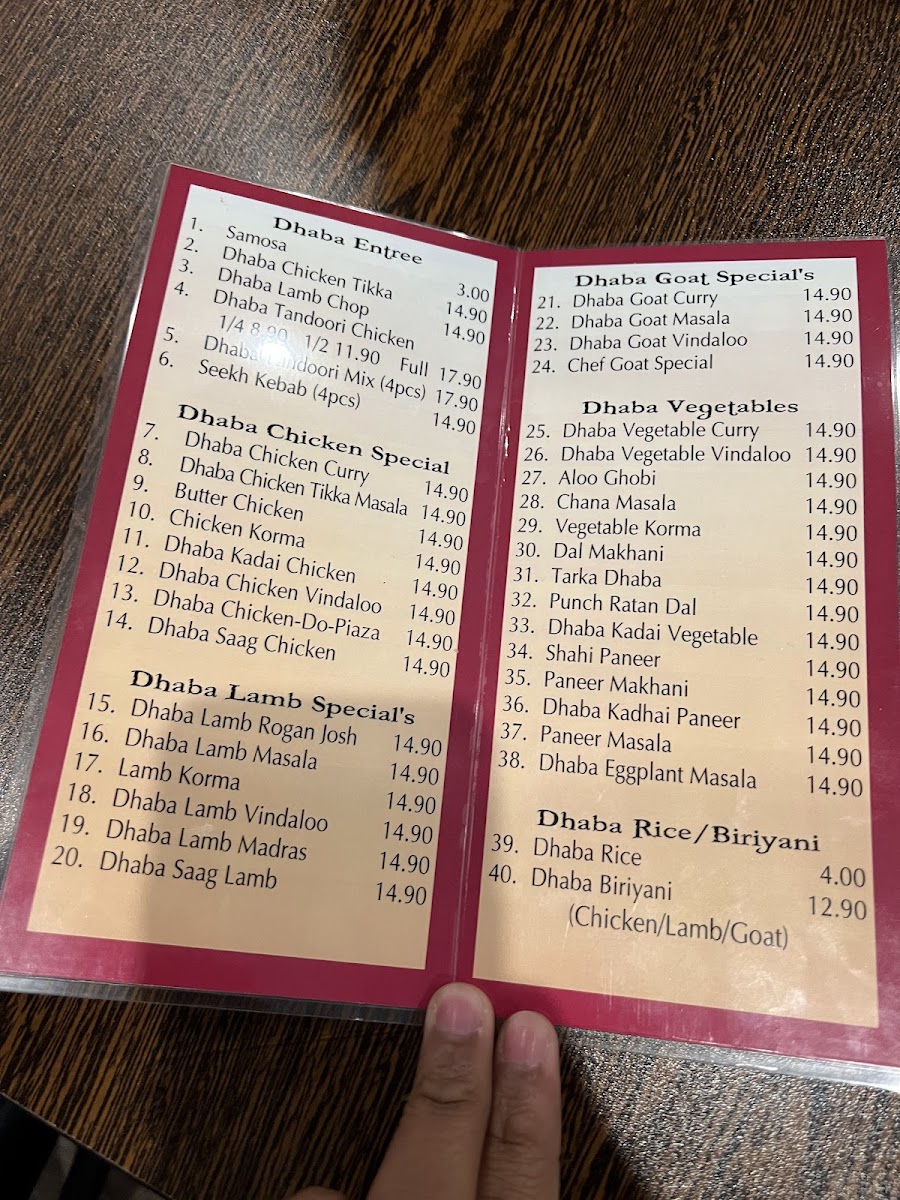 Dhaba Entree
1. Samosa 3.00
2. Dhaba Chicken Tikka 14.90
3. Dhaba Lamb Chop 14.90
4. Dhaba Tandoori Chicken
1/4 8.90 1/2 11.90 Full 17.90
5. Dhaba Tandoori Mix (4pcs) 17.90
6. Seekh Kebab (4pcs) 14.90
Dhaba Chicken Special
7. Dhaba Chicken Curry 14.90
8. Dhaba Chicken Tikka Masala 14.90
9. Butter Chicken 14.90
10. Chicken Korma 14.90
11. Dhaba Kadai Chicken 14.90
12. Dhaba Chicken Vindaloo 14.90
13. Dhaba Chicken-Do-Piaza 14.90
14. Dhaba Saag Chicken 14.90
Dhaba Lamb Special's
15. Dhaba Lamb Rogan Josh 14.90
16. Dhaba Lamb Masala 14.90
17. Lamb Korma 14.90
18. Dhaba Lamb Vindaloo 14.90
19. Dhaba Lamb Madras 14.90
20. Dhaba Saag Lamb 14.90
Dhaba Goat Special's
21. Dhaba Goat Curry 14.90
22. Dhaba Goat Masala 14.90
23. Dhaba Goat Vindaloo 14.90
24. Chef Goat Special 14.90
Dhaba Vegetables
25. Dhaba Vegetable Curry 14.90
26. Dhaba Vegetable Vindaloo 14.90
27. Aloo Ghobi 14.90
28. Chana Masala 14.90
29. Vegetable Korma 14.90
30. Dal Makhani 14.90
31. Tarka Dhaba 14.90
32. Punch Ratan Dal 14.90
33. Dhaba Kadai Vegetable 14.90
34. Shahi Paneer 14.90
35. Paneer Makhani 14.90
36. Dhaba Kadhai Paneer 14.90
37. Paneer Masala 14.90
38. Dhaba Eggplant Masala 14.90
Dhaba Rice/Biriyani
39. Dhaba Rice 4.00
40. Dhaba Biriyani 12.90
(Chicken/Lamb/Goat)